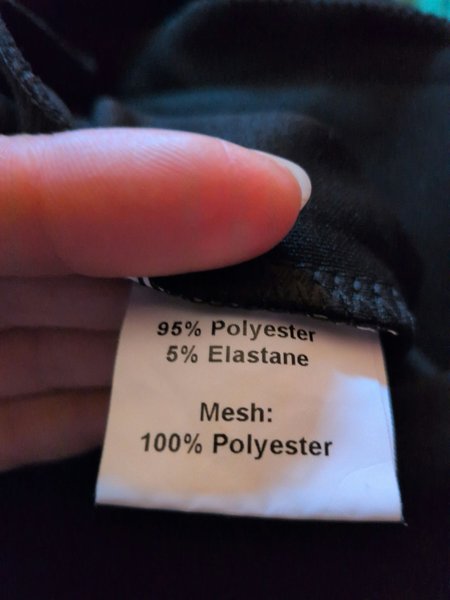 95% Polyester
5% Elastane
Mesh:
100% Polyester